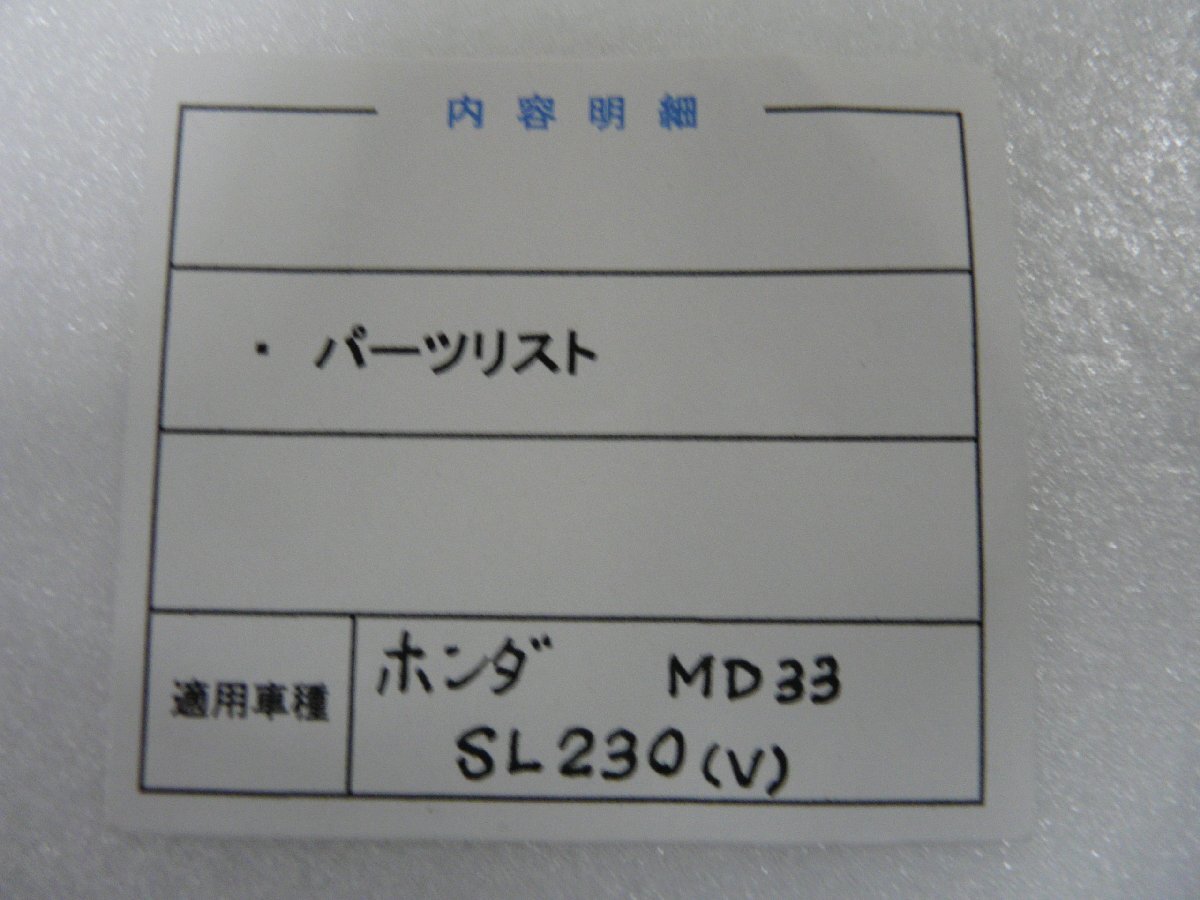 内容明細
・ パーツリスト
適用車種
ホンダ MD33
SL230(V)